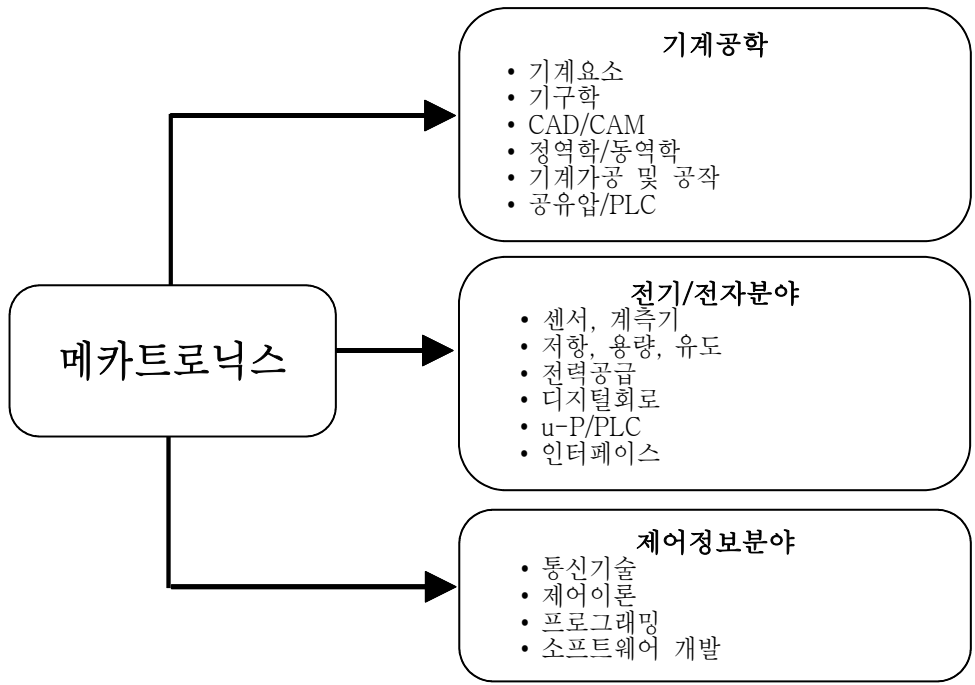 기계공학
• 기계요소
• 기구학
• CAD/CAM
• 정역학/동역학
• 기계가공 및 공작
• 공유압/PLC
메카트로닉스
전기/전자분야
• 센서, 계측기
• 저항, 용량, 유도
• 전력공급
• 디지털회로
• u-P/PLC
• 인터페이스
제어정보분야
• 통신기술
• 제어이론
• 프로그래밍
• 소프트웨어 개발